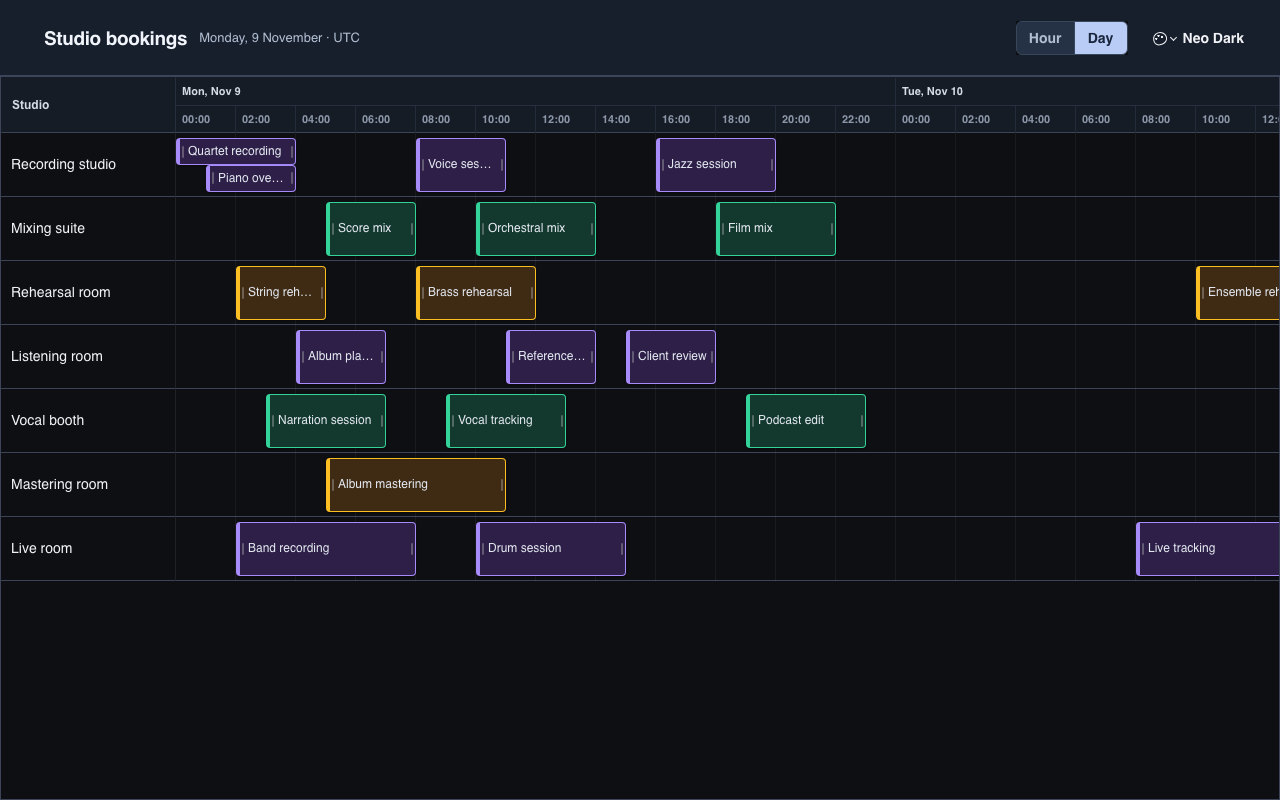 Studio bookings
Monday, 9 November · UTC
Hour
Day
Neo Dark
Studio
Mon, Nov 9
Tue, Nov 10
00:00 02:00 04:00 06:00 08:00 10:00 12:00 14:00 16:00 18:00 20:00 22:00 00:00 02:00 04:00 06:00 08:00 10:00 12:
Recording studio
Quartet recording
Piano ove…
Voice ses…
Jazz session
Mixing suite
Score mix
Orchestral mix
Film mix
Rehearsal room
String reh…
Brass rehearsal
Ensemble reh
Listening room
Album pla…
Reference…
Client review
Vocal booth
Narration session
Vocal tracking
Podcast edit
Mastering room
Album mastering
Live room
Band recording
Drum session
Live tracking